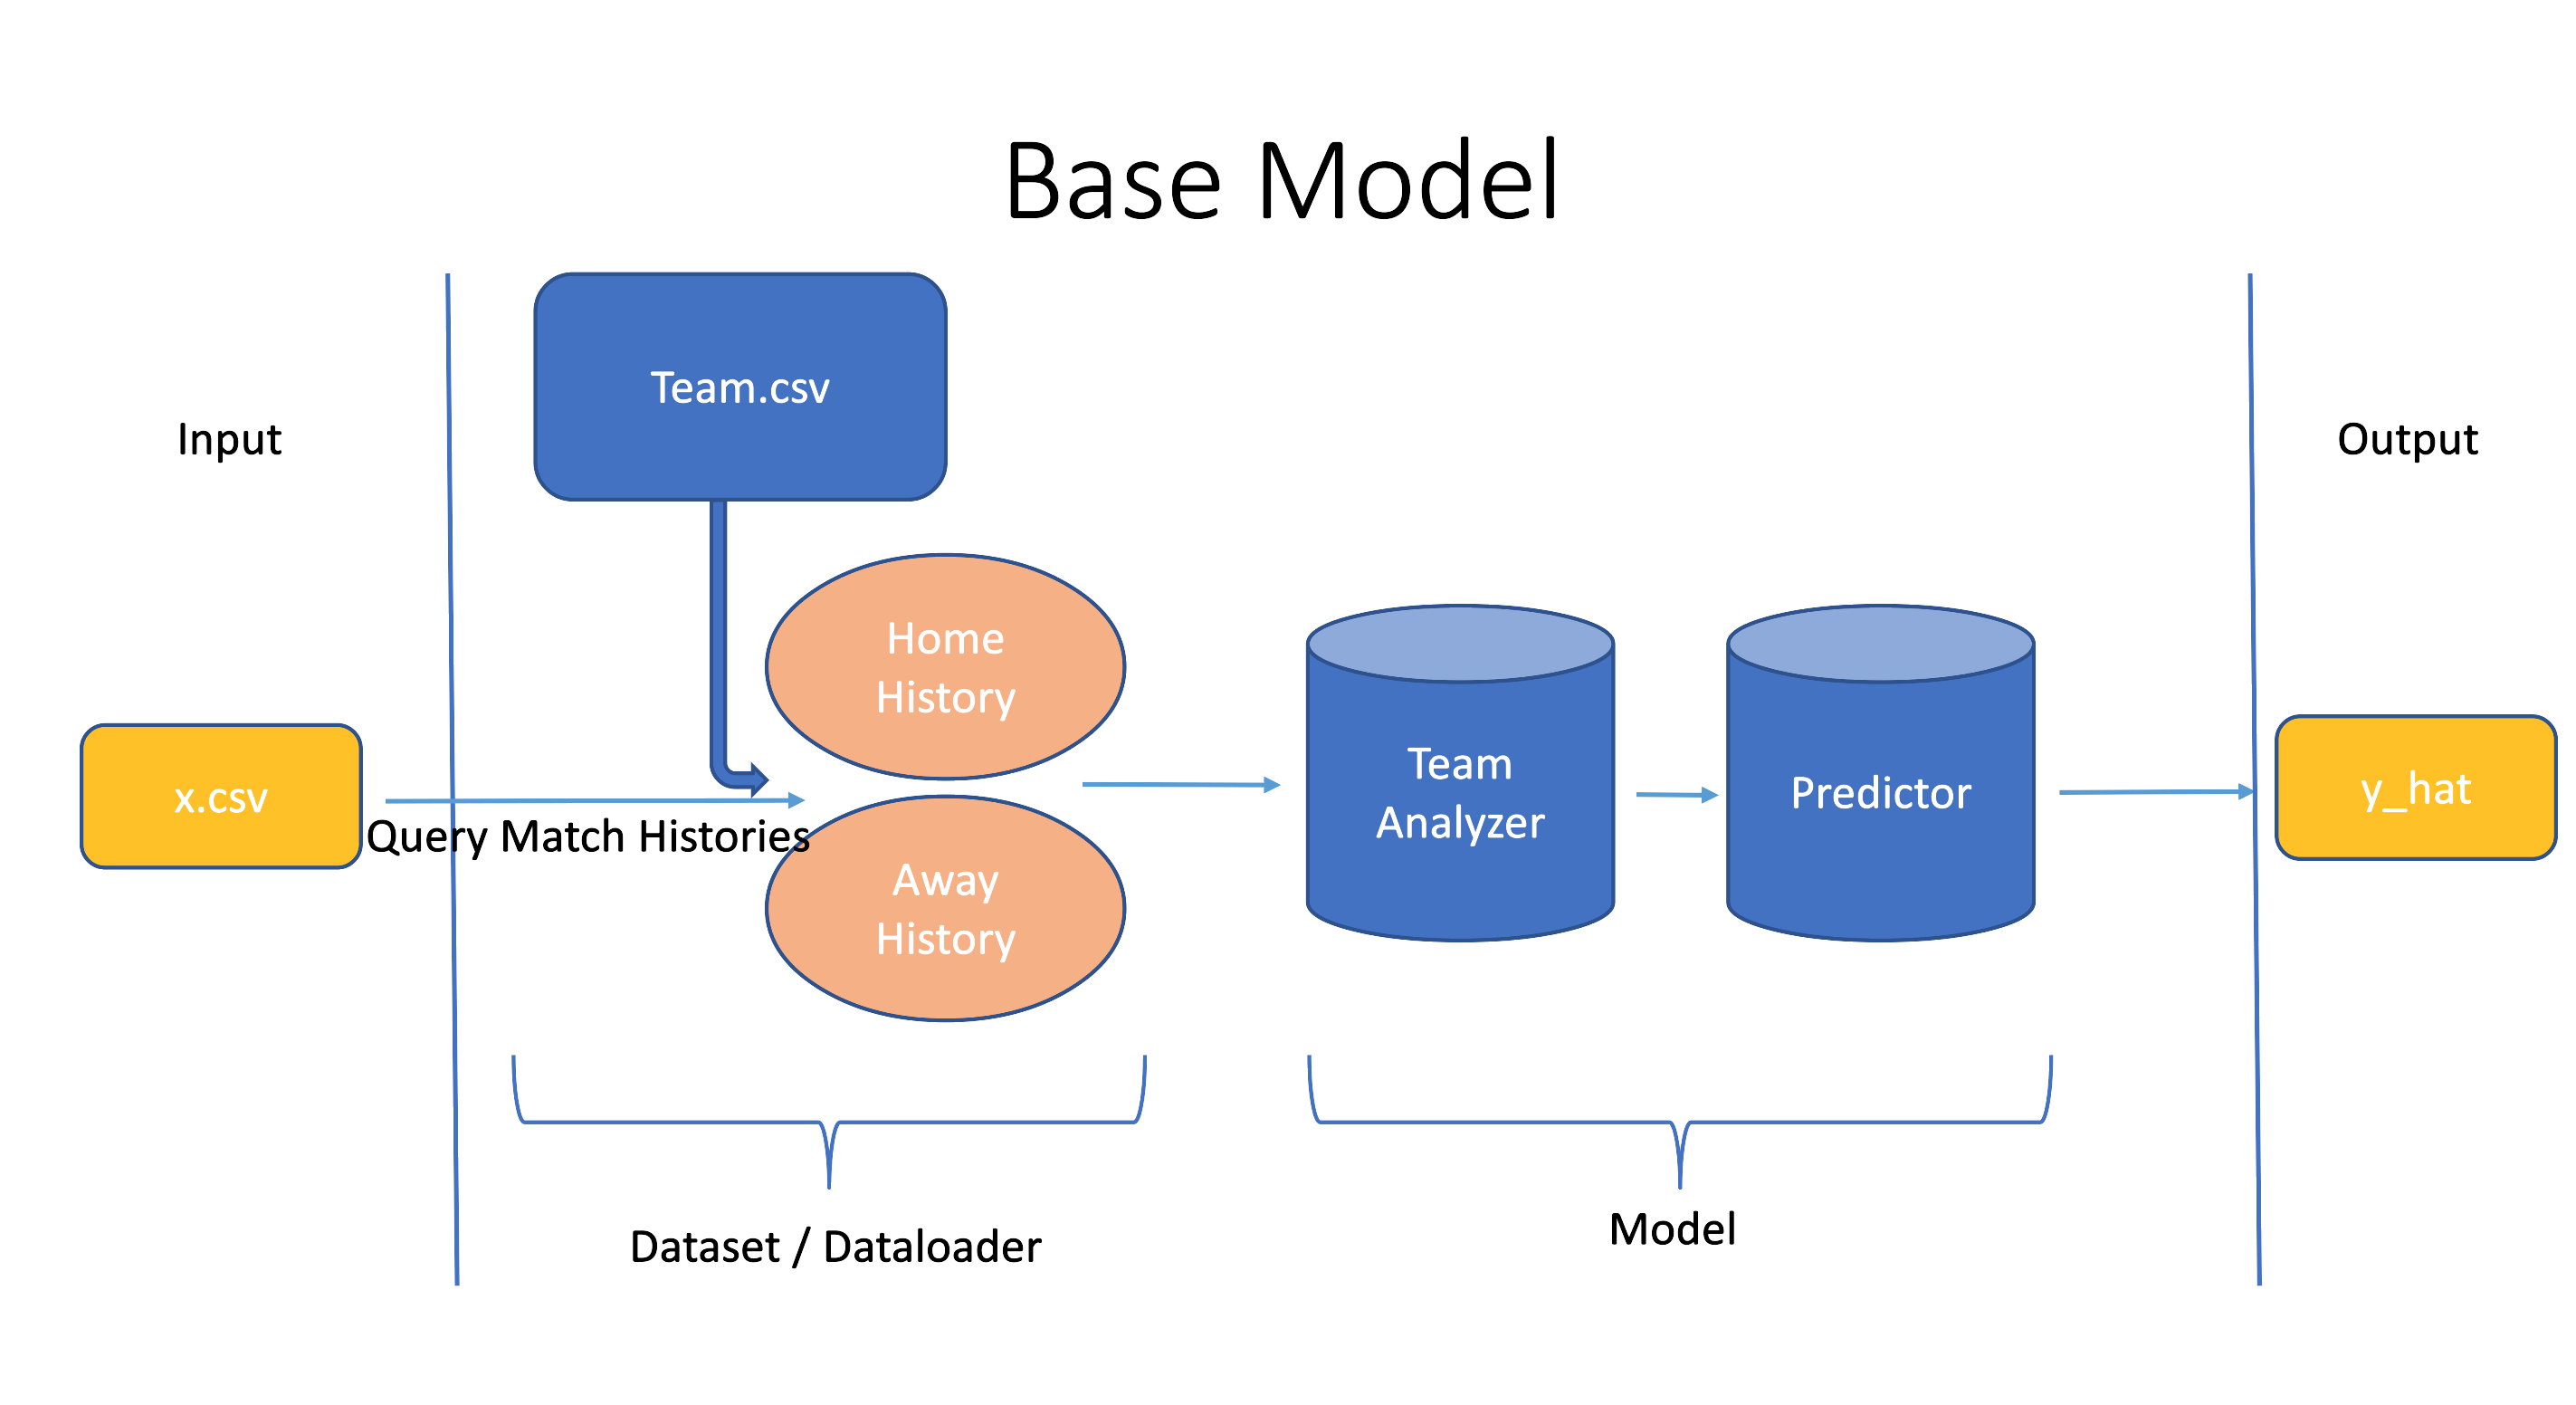 Base Model
Input
Team.csv
Output
Home
History
x.csv
Query Match Histories
Away
History
Team
Analyzer
Predictor
y_hat
Dataset / Dataloader
Model